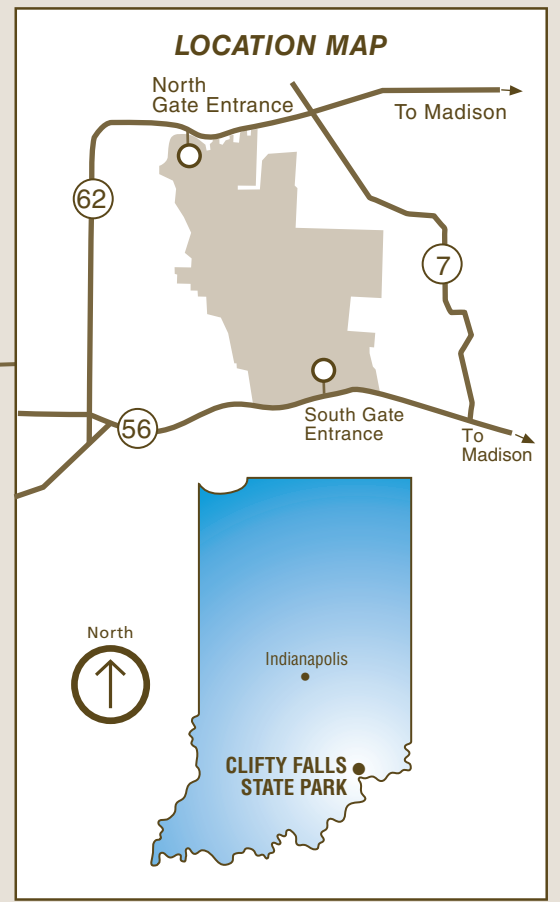 LOCATION MAP
North
Gate Entrance
To Madison
62
7
South Gate
Entrance
56
To
Madison
North
Indianapolis
CLIFTY FALLS
STATE PARK